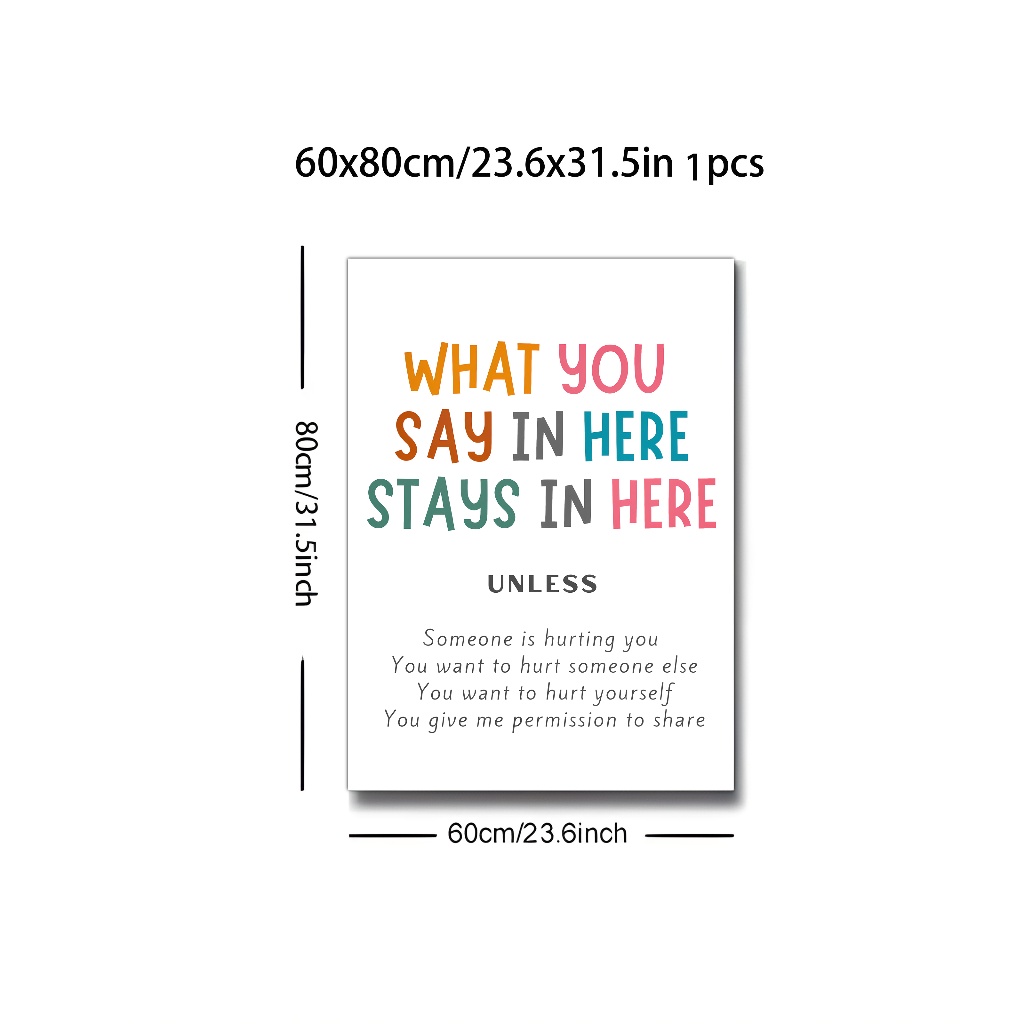 60x80cm/23.6x31.5in 1pcs
80cm/31.5inch
WHAT YOU
SAY IN HERE
STAYS IN HERE
UNLESS
Someone is hurting you
You want to hurt someone else
You want to hurt yourself
You give me permission to share
60cm/23.6inch